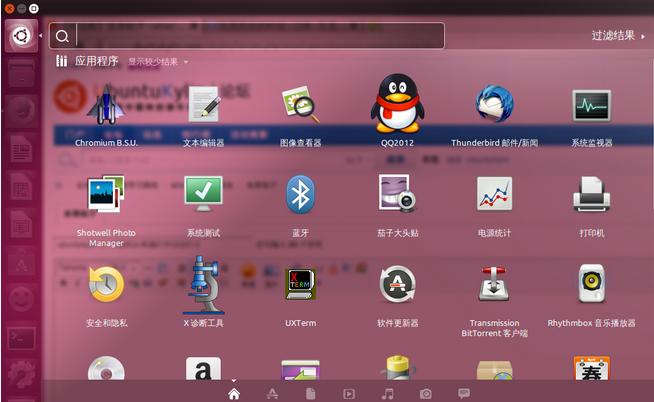 过滤结果
应用程序 显示较少结果
Chromium B.S.U.
文本编辑器
图像查看器
QQ2012
Thunderbird 邮件/新闻
系统监视器
Shotwell Photo
Manager
系统测试
蓝牙
茄子大头贴
电源统计
打印机
安全和隐私
X 诊断工具
X
TERM
UXTerm
软件更新器
Transmission
BitTorrent 客户端
Rhythmbox 音乐播放器
a
春